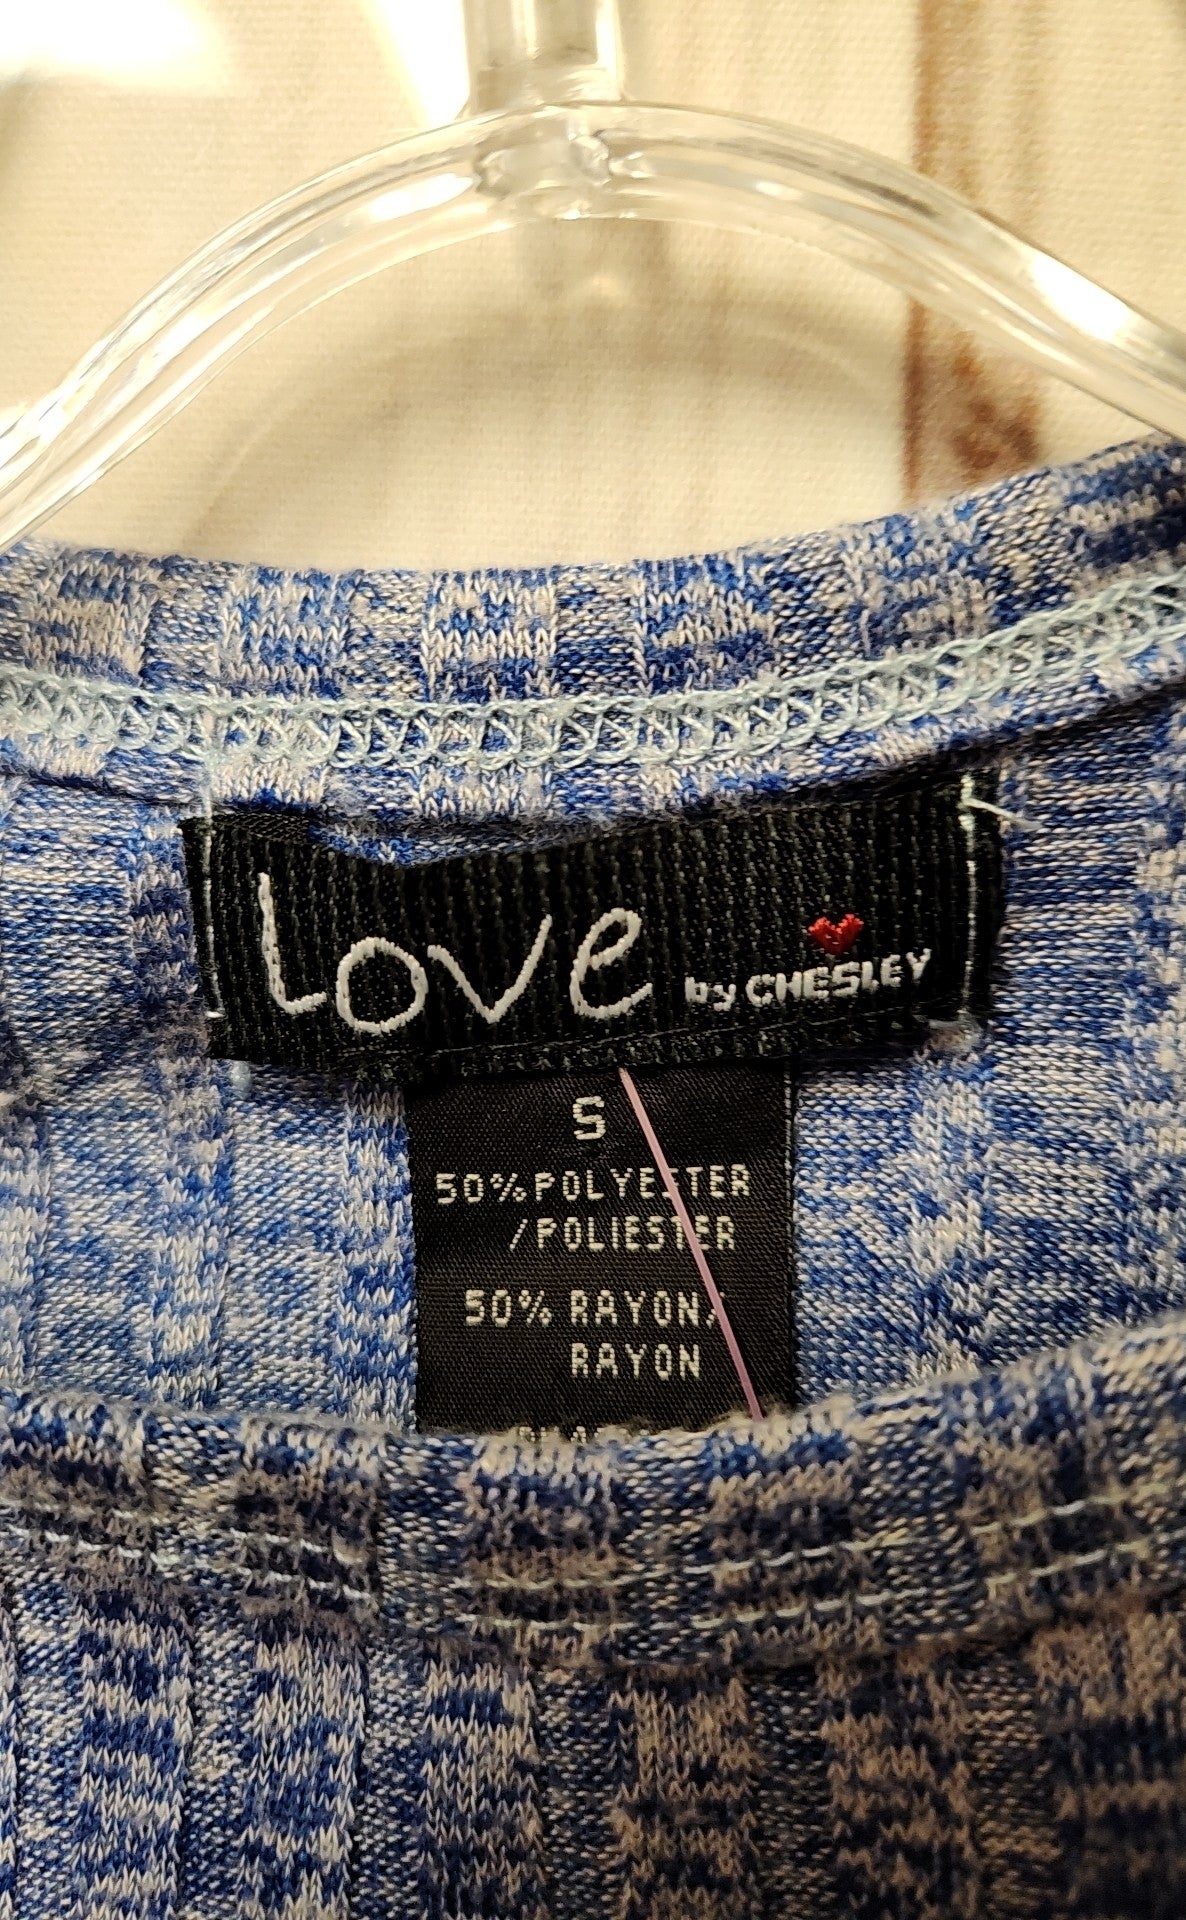 Love by CHESLEY
S
50% POLYESTER
/POLIESTER
50% RAYON/
RAYON